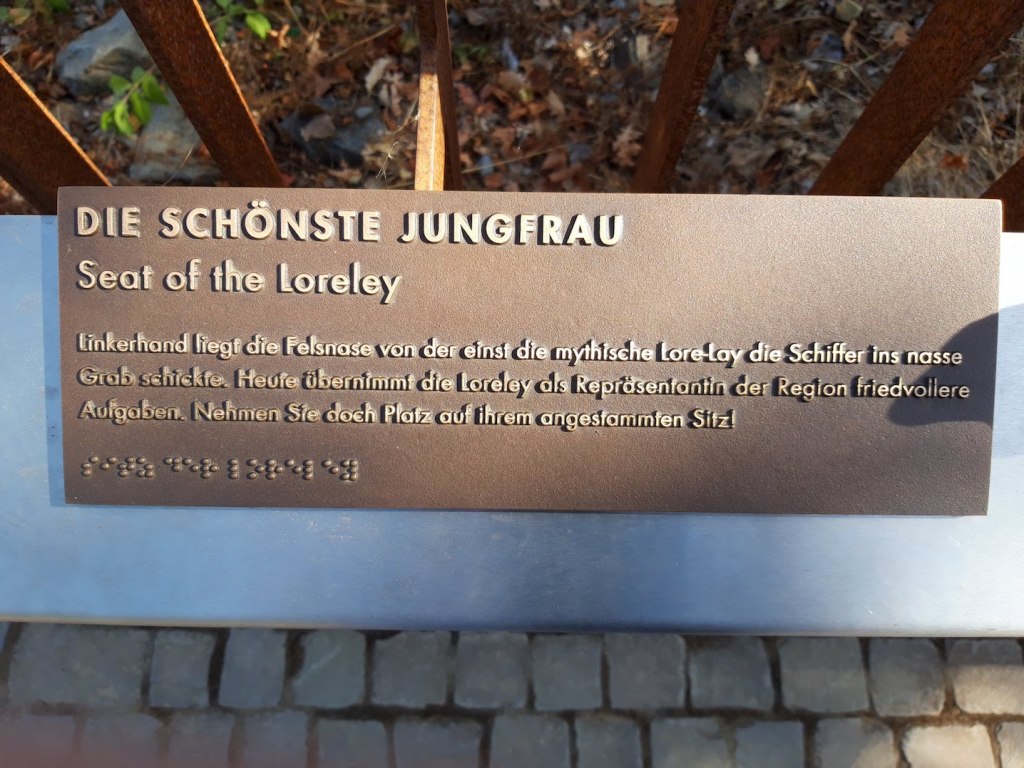 DIE SCHÖNSTE JUNGFRAU
Seat of the Loreley
Linkerhand liegt die Felsnase von der einst die mythische Lore-Lay die Schiffer ins nasse
Grab schickte. Heute übernimmt die Loreley als Repräsentantin der Region friedvollere
Aufgaben. Nehmen Sie doch Platz auf ihrem angestammten Sitz!